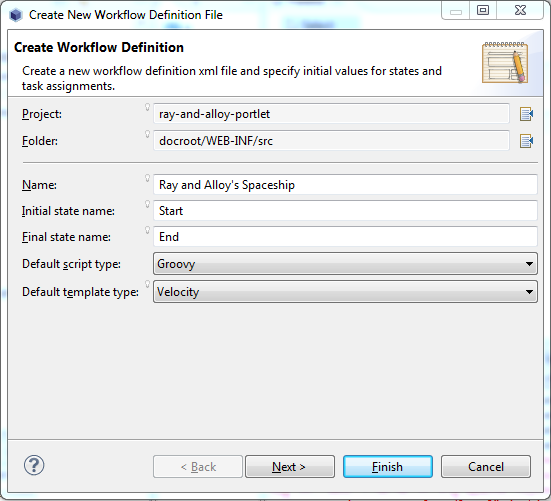 Create New Workflow Definition File
Create Workflow Definition
Create a new workflow definition xml file and specify initial values for states and
task assignments.
Project: ray-and-alloy-portlet
Folder: docroot/WEB-INF/src
Name: Ray and Alloy's Spaceship
Initial state name: Start
Final state name: End
Default script type: Groovy
Default template type: Velocity
< Back Next > Finish Cancel